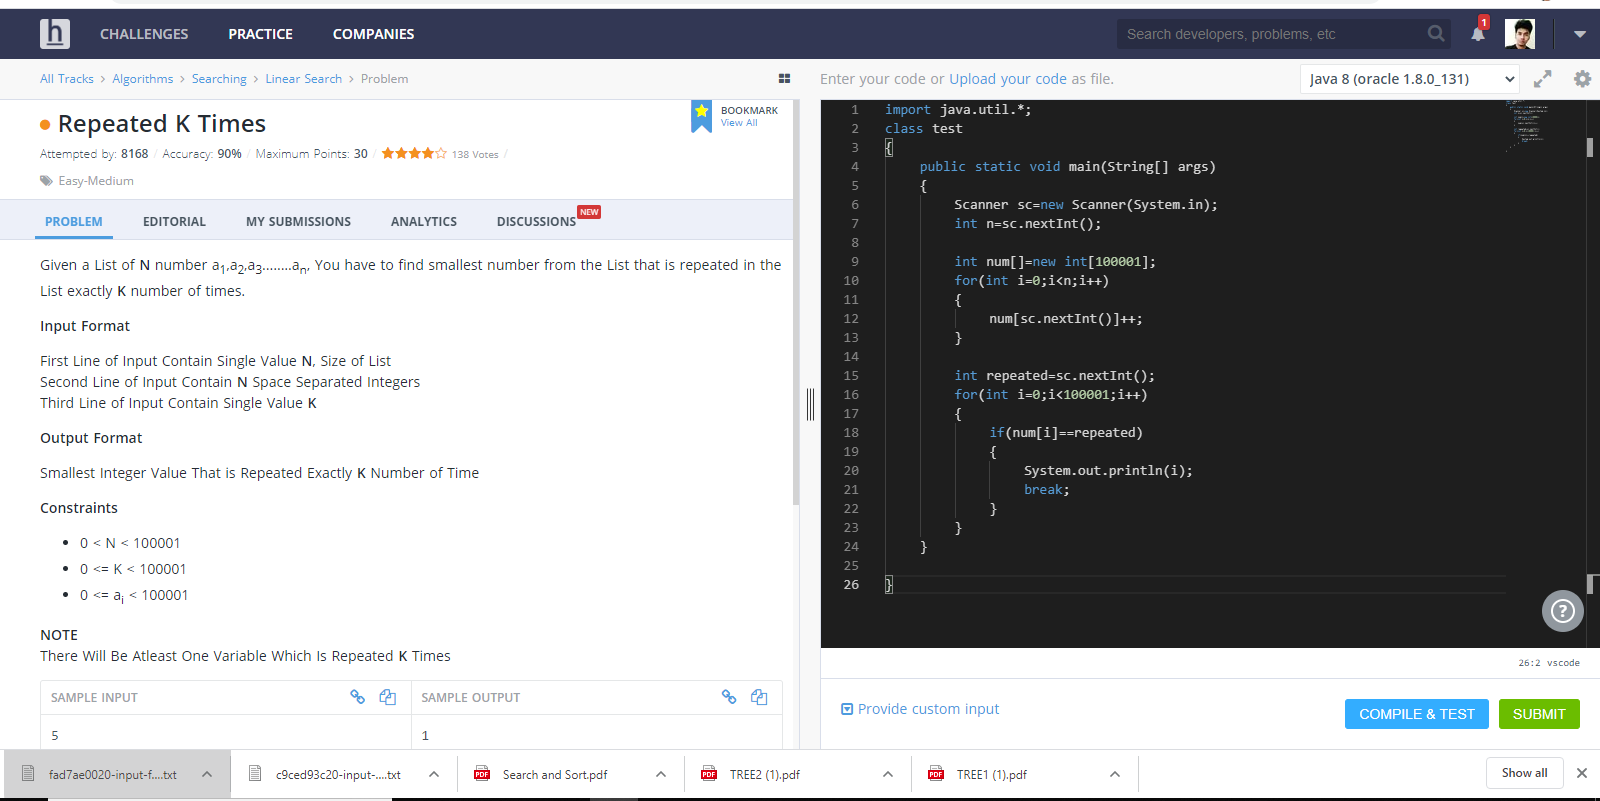 h CHALLENGES PRACTICE COMPANIES Search developers, problems, etc 1
All Tracks > Algorithms > Searching > Linear Search > Problem
Repeated K Times
BOOKMARK
View All
Attempted by: 8168 / Accuracy: 90% / Maximum Points: 30 / 138 Votes /
Easy-Medium
PROBLEM EDITORIAL MY SUBMISSIONS ANALYTICS DISCUSSIONS NEW
Given a List of N number a1,a2,a3........an, You have to find smallest number from the List that is repeated in the
List exactly K number of times.
Input Format
First Line of Input Contain Single Value N, Size of List
Second Line of Input Contain N Space Separated Integers
Third Line of Input Contain Single Value K
Output Format
Smallest Integer Value That is Repeated Exactly K Number of Time
Constraints
• 0 < N < 100001
• 0 <= K < 100001
• 0 <= ai < 100001
NOTE
There Will Be Atleast One Variable Which Is Repeated K Times
SAMPLE INPUT SAMPLE OUTPUT
5 1
Enter your code or Upload your code as file. Java 8 (oracle 1.8.0_131)
1 import java.util.*;
2 class test
3 {
4 public static void main(String[] args)
5 {
6 Scanner sc=new Scanner(System.in);
7 int n=sc.nextInt();
8
9 int num[]=new int[100001];
10 for(int i=0;i<n;i++)
11 {
12 num[sc.nextInt()]++;
13 }
14
15 int repeated=sc.nextInt();
16 for(int i=0;i<100001;i++)
17 {
18 if(num[i]==repeated)
19 {
20 System.out.println(i);
21 break;
22 }
23 }
24 }
25
26 }
?
26:2 vscode
Provide custom input COMPILE & TEST SUBMIT
fad7ae0020-input-f....txt c9ced93c20-input-....txt PDF Search and Sort.pdf PDF TREE2 (1).pdf PDF TREE1 (1).pdf Show all